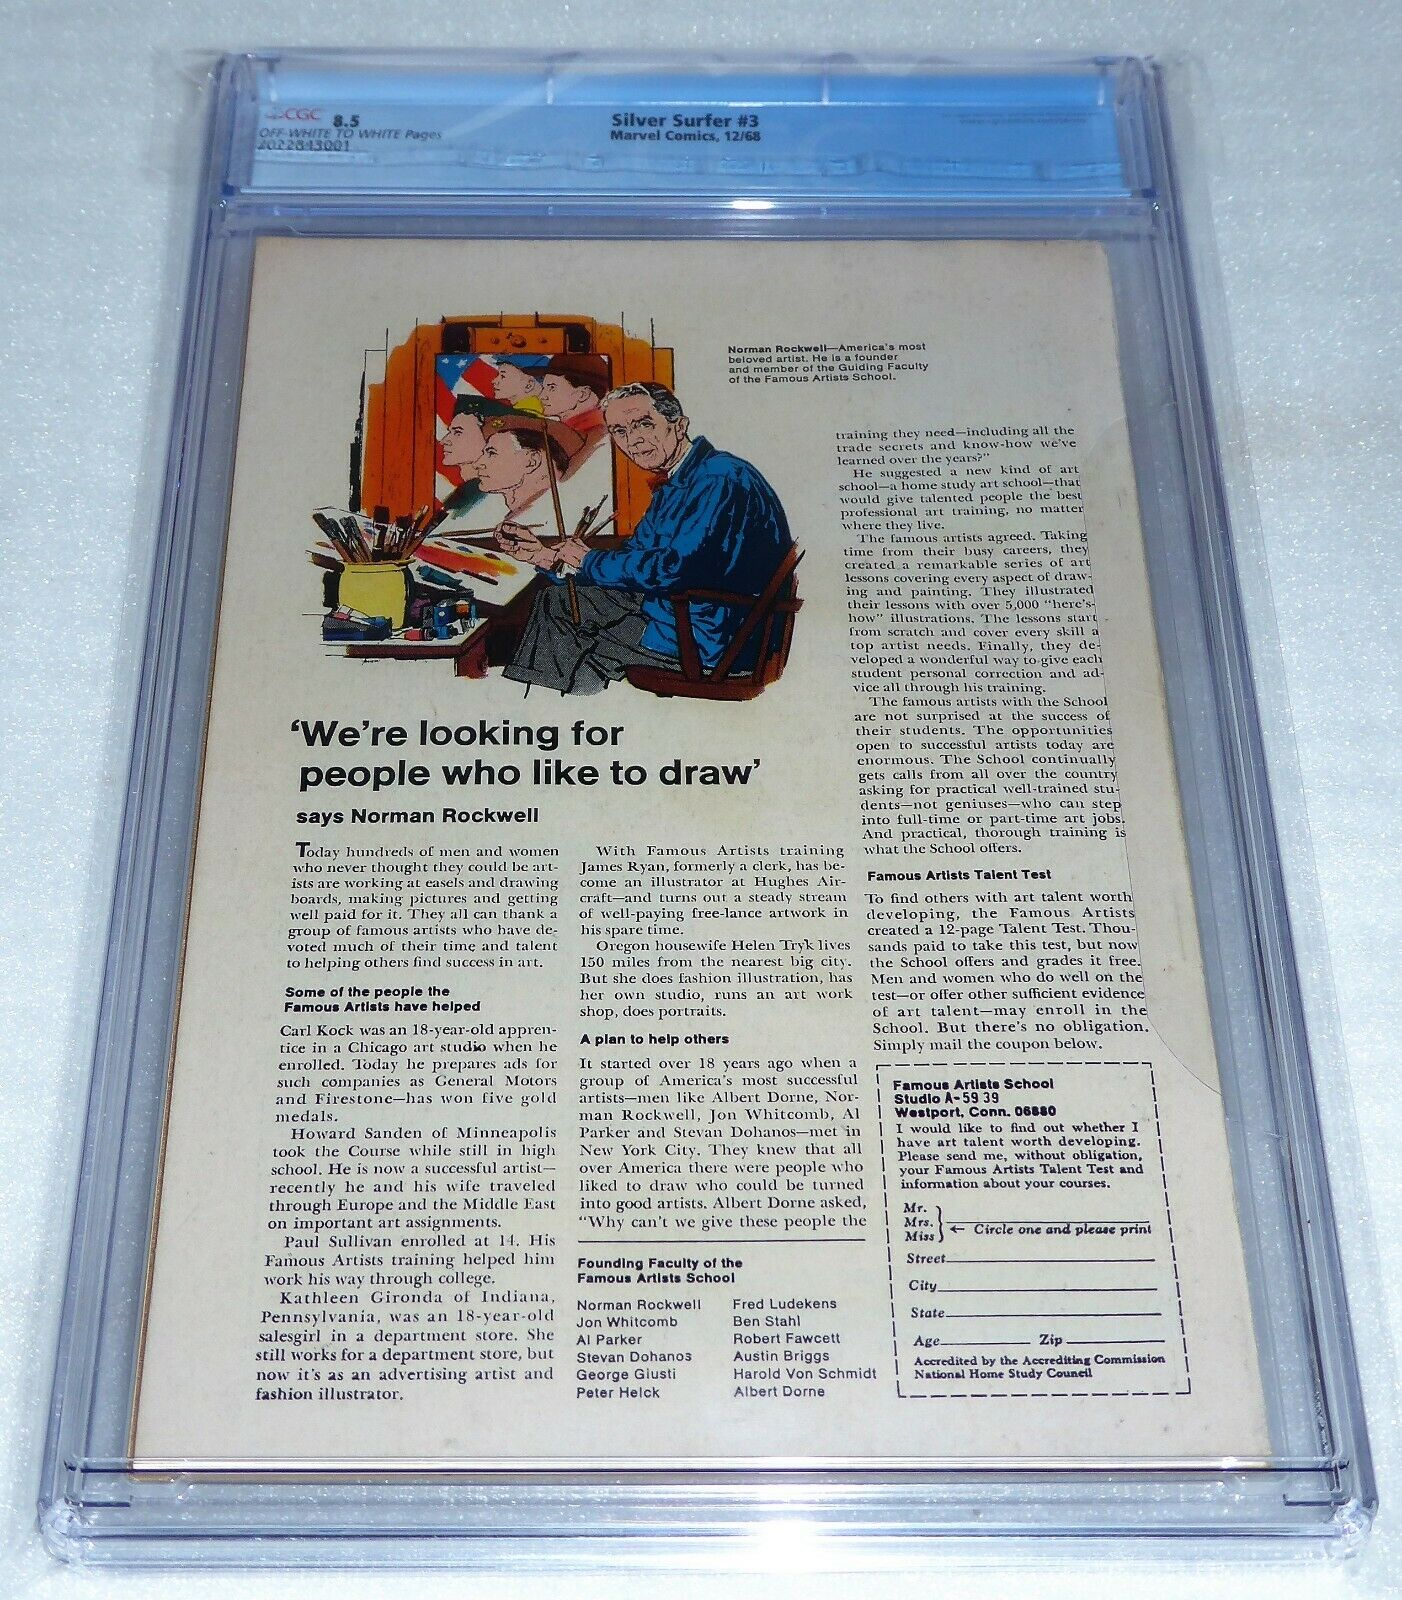 CGC 8.5
OFF-WHITE TO WHITE Pages
2022843001
Silver Surfer #3
Marvel Comics, 12/68
Norman Rockwell—America's most
beloved artist. He is a founder
and member of the Guiding Faculty
of the Famous Artists School.
'We're looking for
people who like to draw'
says Norman Rockwell
Today hundreds of men and women
who never thought they could be art-
ists are working at easels and drawing
boards, making pictures and getting
well paid for it. They all can thank a
group of famous artists who have de-
voted much of their time and talent
to helping others find success in art.
Some of the people the
Famous Artists have helped
Carl Kock was an 18-year-old appren-
tice in a Chicago art studio when he
enrolled. Today he prepares ads for
such companies as General Motors
and Firestone—has won five gold
medals.
Howard Sanden of Minneapolis
took the Course while still in high
school. He is now a successful artist—
recently he and his wife traveled
through Europe and the Middle East
on important art assignments.
Paul Sullivan enrolled at 14. His
Famous Artists training helped him
work his way through college.
Kathleen Gironda of Indiana,
Pennsylvania, was an 18-year-old
salesgirl in a department store. She
still works for a department store, but
now it's as an advertising artist and
fashion illustrator.
With Famous Artists training
James Ryan, formerly a clerk, has be-
come an illustrator at Hughes Air-
craft—and turns out a steady stream
of well-paying free-lance artwork in
his spare time.
Oregon housewife Helen Tryk lives
150 miles from the nearest big city.
But she does fashion illustration, has
her own studio, runs an art work
shop, does portraits.
A plan to help others
It started over 18 years ago when a
group of America's most successful
artists—men like Albert Dorne, Nor-
man Rockwell, Jon Whitcomb, Al
Parker and Stevan Dohanos—met in
New York City. They knew that all
over America there were people who
liked to draw who could be turned
into good artists. Albert Dorne asked,
"Why can't we give these people the
Founding Faculty of the
Famous Artists School
Norman Rockwell
Jon Whitcomb
Al Parker
Stevan Dohanos
George Giusti
Peter Helck
Fred Ludekens
Ben Stahl
Robert Fawcett
Austin Briggs
Harold Von Schmidt
Albert Dorne
training they need—including all the
trade secrets and know-how we've
learned over the years?"
He suggested a new kind of art
school—a home study art school—that
would give talented people the best
professional art training, no matter
where they live.
The famous artists agreed. Taking
time from their busy careers, they
created a remarkable series of art
lessons covering every aspect of draw-
ing and painting. They illustrated
their lessons with over 5,000 "here's-
how" illustrations. The lessons start
from scratch and cover every skill a
top artist needs. Finally, they de-
veloped a wonderful way to give each
student personal correction and ad-
vice all through his training.
The famous artists with the School
are not surprised at the success of
their students. The opportunities
open to successful artists today are
enormous. The School continually
gets calls from all over the country
asking for practical well-trained stu-
dents—not geniuses—who can step
into full-time or part-time art jobs.
And practical, thorough training is
what the School offers.
Famous Artists Talent Test
To find others with art talent worth
developing, the Famous Artists
created a 12-page Talent Test. Thou-
sands paid to take this test, but now
the School offers and grades it free.
Men and women who do well on the
test—or offer other sufficient evidence
of art talent—may enroll in the
School. But there's no obligation.
Simply mail the coupon below.
Famous Artists School
Studio A-5939
Westport, Conn. 06880
I would like to find out whether I
have art talent worth developing.
Please send me, without obligation,
your Famous Artists Talent Test and
information about your courses.
Mr.
Mrs.
Miss
← Circle one and please print
Street
City
State
Age Zip
Accredited by the Accrediting Commission
National Home Study Council